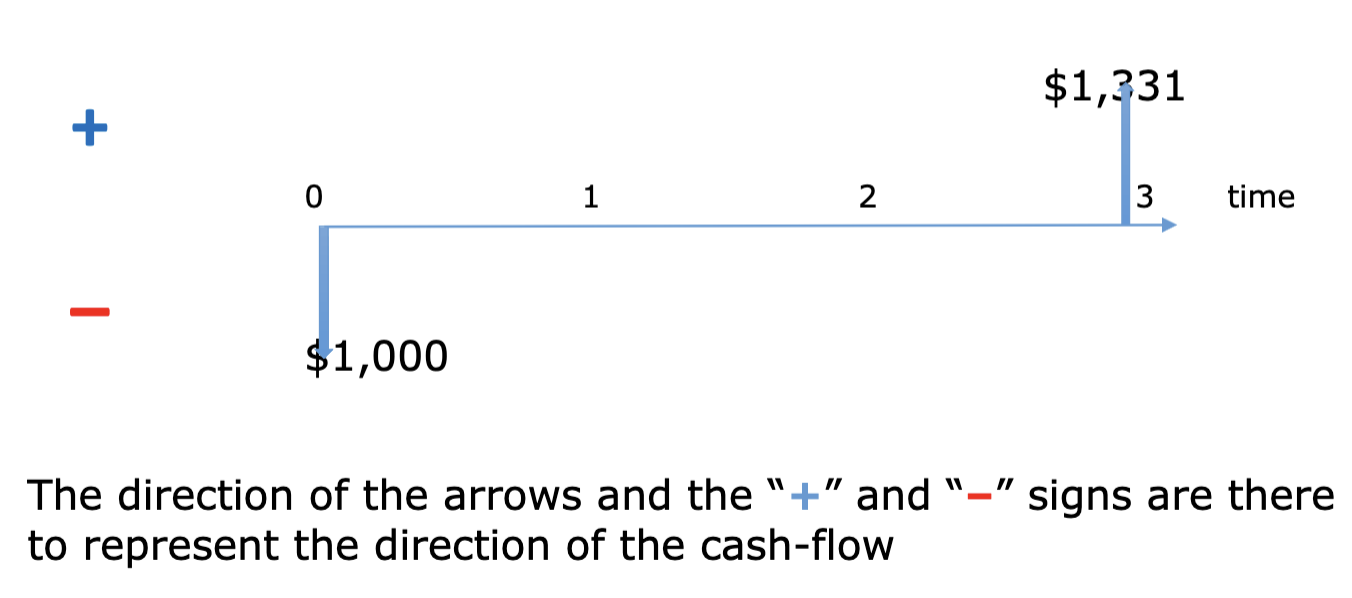 $1,331
+
0 1 2 3 time
−
$1,000
The direction of the arrows and the “+” and “−” signs are there
to represent the direction of the cash-flow